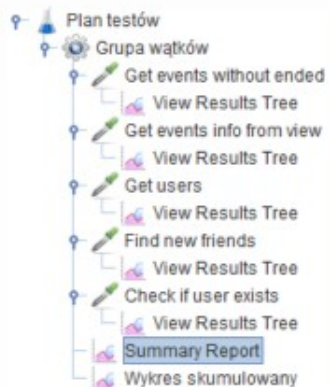 Plan testów
Grupa wątków
Get events without ended
View Results Tree
Get events info from view
View Results Tree
Get users
View Results Tree
Find new friends
View Results Tree
Check if user exists
View Results Tree
Summary Report
Wykres skumulowany